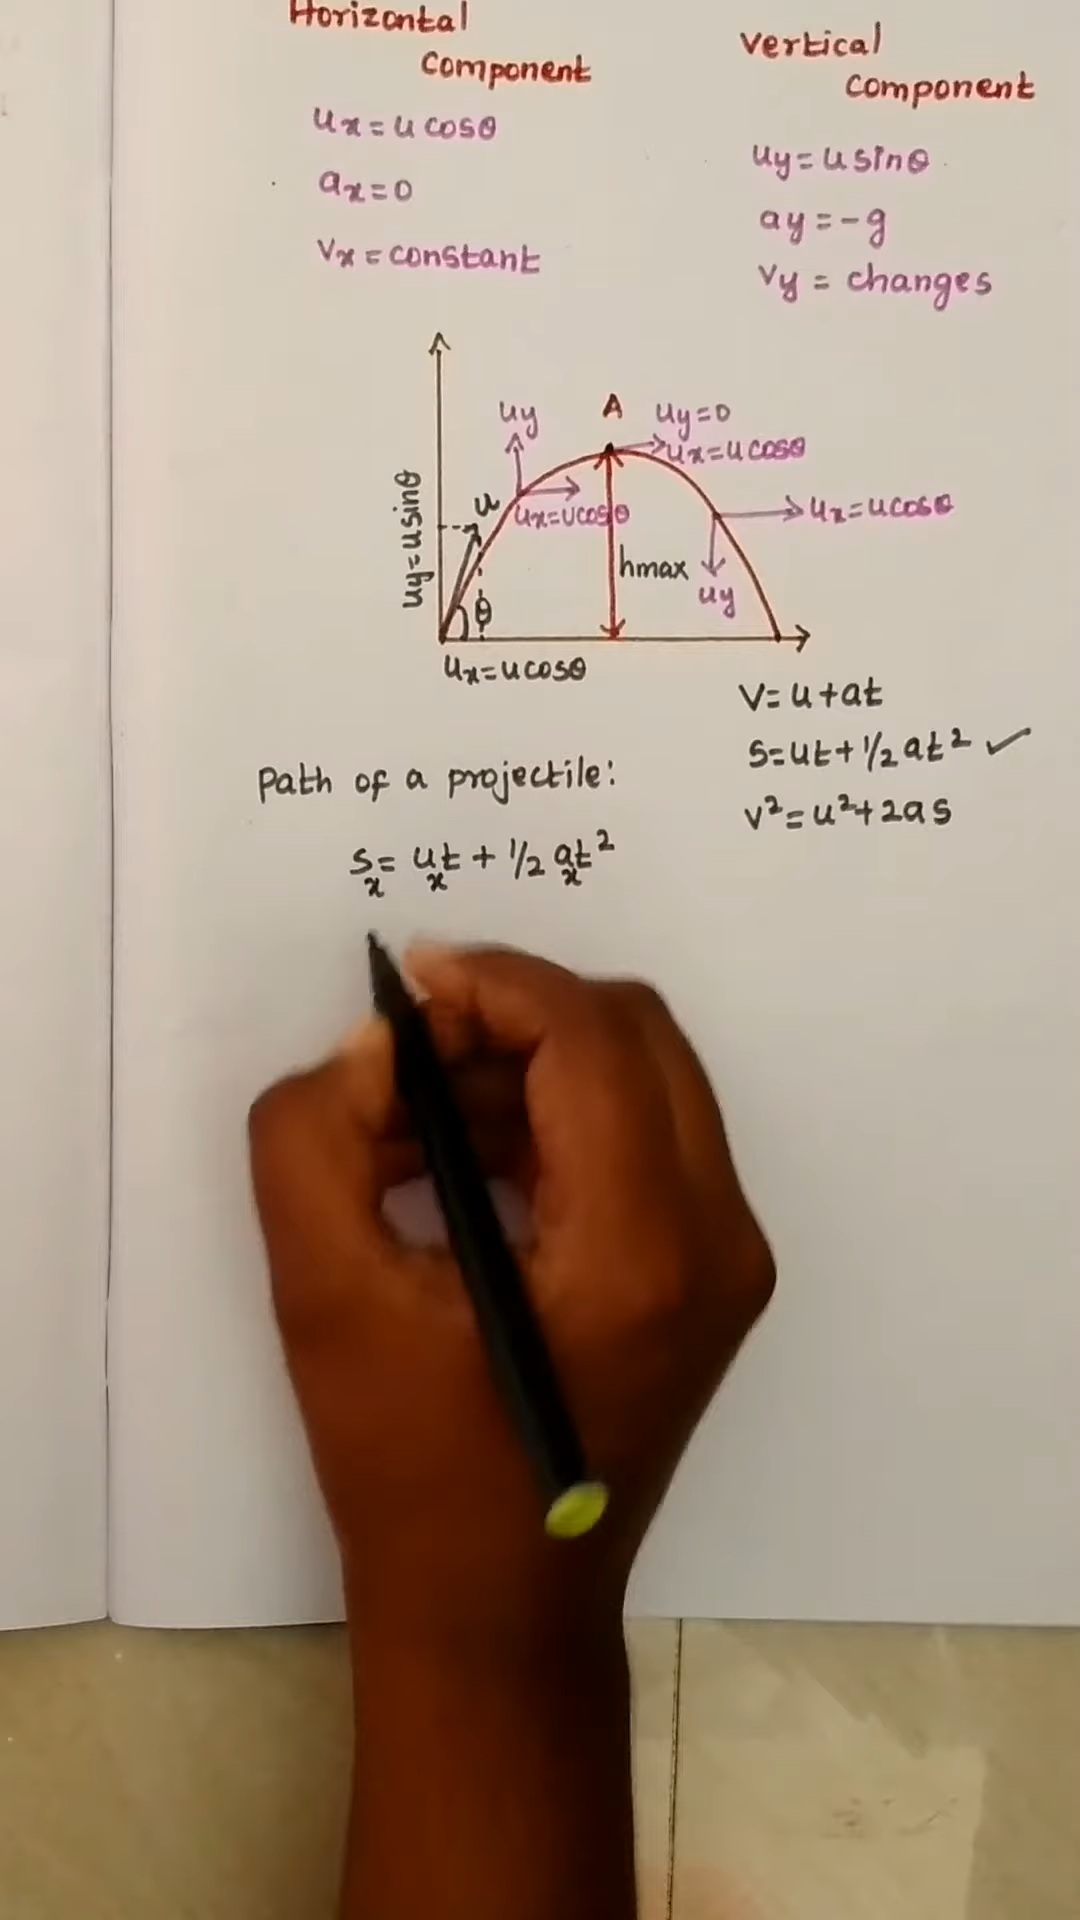 Horizontal
component
ux = u cosθ
ax = 0
Vx = constant
Vertical
component
uy = u sinθ
ay = -g
Vy = changes
uy
A
uy = 0
ux = u cosθ
u
ux = u cosθ
ux = u cosθ
uy = u sinθ
hmax
uy
θ
ux = u cosθ
V = u + at
S = ut + 1/2 at² ✓
V² = u² + 2as
Path of a projectile:
Sx = uxt + 1/2 axt²